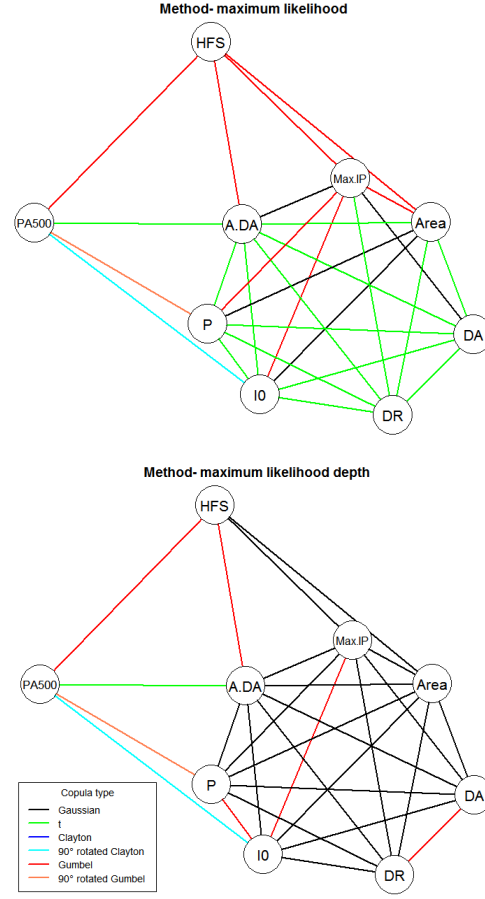 Method- maximum likelihood
HFS
Max.IP
PA500
A.DA
Area
P
DA
I0
DR
Method- maximum likelihood depth
HFS
Max.IP
PA500
A.DA
Area
P
DA
I0
DR
Copula type
Gaussian
t
Clayton
90° rotated Clayton
Gumbel
90° rotated Gumbel